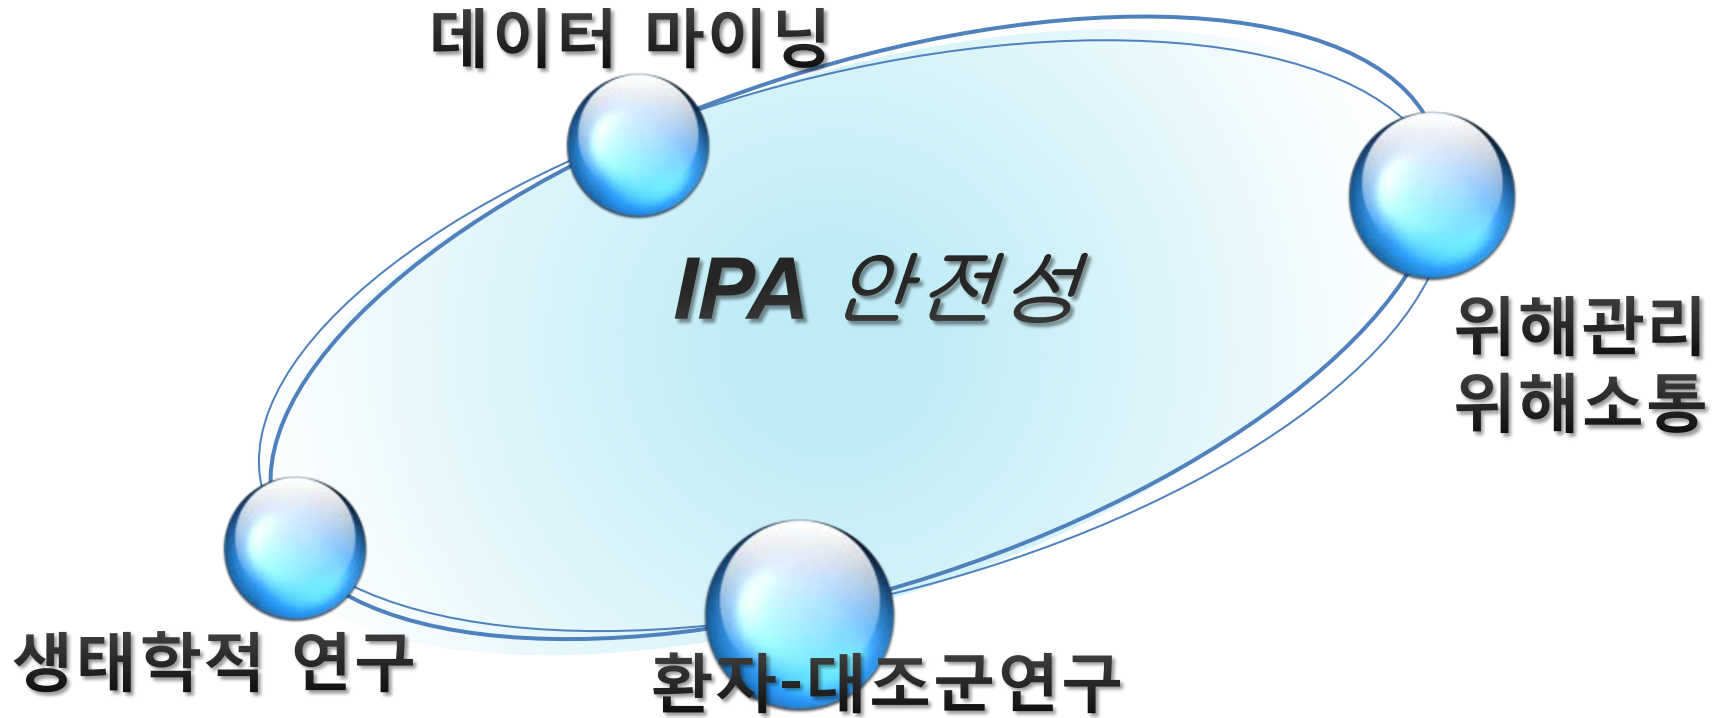 데이터 마이닝
IPA 안전성
위해관리
위해소통
생태학적 연구
환자-대조군연구